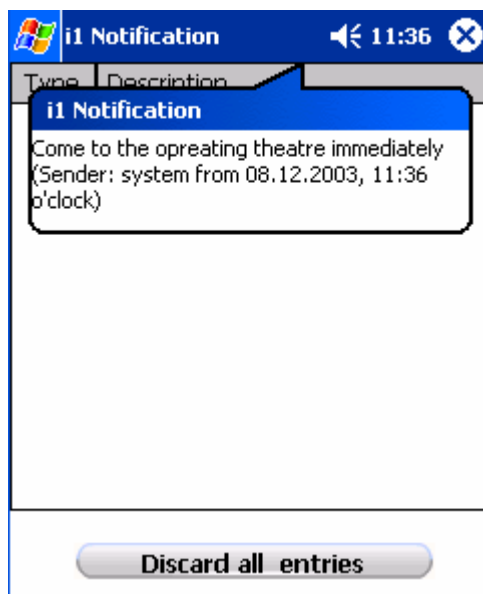 i1 Notification 11:36
Type Description
i1 Notification
Come to the opreating theatre immediately
(Sender: system from 08.12.2003, 11:36
o'clock)
Discard all entries